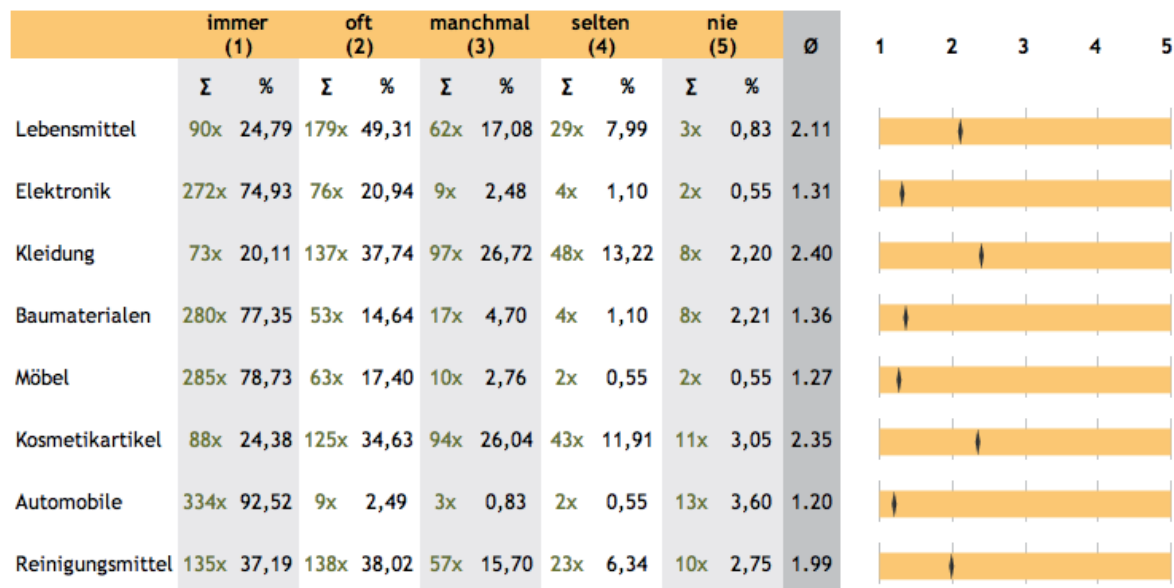 immer oft manchmal selten nie
(1) (2) (3) (4) (5) Ø 1 2 3 4 5
Σ % Σ % Σ % Σ % Σ %
Lebensmittel 90x 24,79 179x 49,31 62x 17,08 29x 7,99 3x 0,83 2.11
Elektronik 272x 74,93 76x 20,94 9x 2,48 4x 1,10 2x 0,55 1.31
Kleidung 73x 20,11 137x 37,74 97x 26,72 48x 13,22 8x 2,20 2.40
Baumaterialen 280x 77,35 53x 14,64 17x 4,70 4x 1,10 8x 2,21 1.36
Möbel 285x 78,73 63x 17,40 10x 2,76 2x 0,55 2x 0,55 1.27
Kosmetikartikel 88x 24,38 125x 34,63 94x 26,04 43x 11,91 11x 3,05 2.35
Automobile 334x 92,52 9x 2,49 3x 0,83 2x 0,55 13x 3,60 1.20
Reinigungsmittel 135x 37,19 138x 38,02 57x 15,70 23x 6,34 10x 2,75 1.99